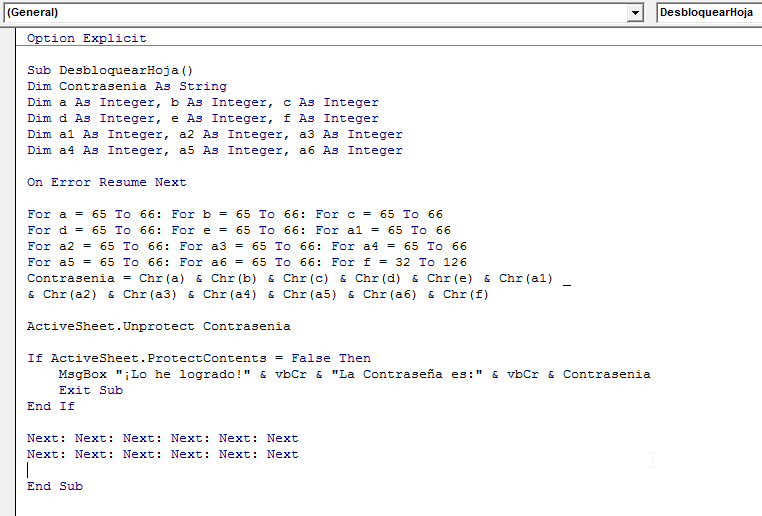 (General)
DesbloquearHoja
Option Explicit
Sub DesbloquearHoja()
Dim Contrasenia As String
Dim a As Integer, b As Integer, c As Integer
Dim d As Integer, e As Integer, f As Integer
Dim a1 As Integer, a2 As Integer, a3 As Integer
Dim a4 As Integer, a5 As Integer, a6 As Integer
On Error Resume Next
For a = 65 To 66: For b = 65 To 66: For c = 65 To 66
For d = 65 To 66: For e = 65 To 66: For a1 = 65 To 66
For a2 = 65 To 66: For a3 = 65 To 66: For a4 = 65 To 66
For a5 = 65 To 66: For a6 = 65 To 66: For f = 32 To 126
Contrasenia = Chr(a) & Chr(b) & Chr(c) & Chr(d) & Chr(e) & Chr(a1) _
& Chr(a2) & Chr(a3) & Chr(a4) & Chr(a5) & Chr(a6) & Chr(f)
ActiveSheet.Unprotect Contrasenia
If ActiveSheet.ProtectContents = False Then
MsgBox "¡Lo he logrado!" & vbCr & "La Contraseña es:" & vbCr & Contrasenia
Exit Sub
End If
Next: Next: Next: Next: Next: Next
Next: Next: Next: Next: Next: Next
End Sub